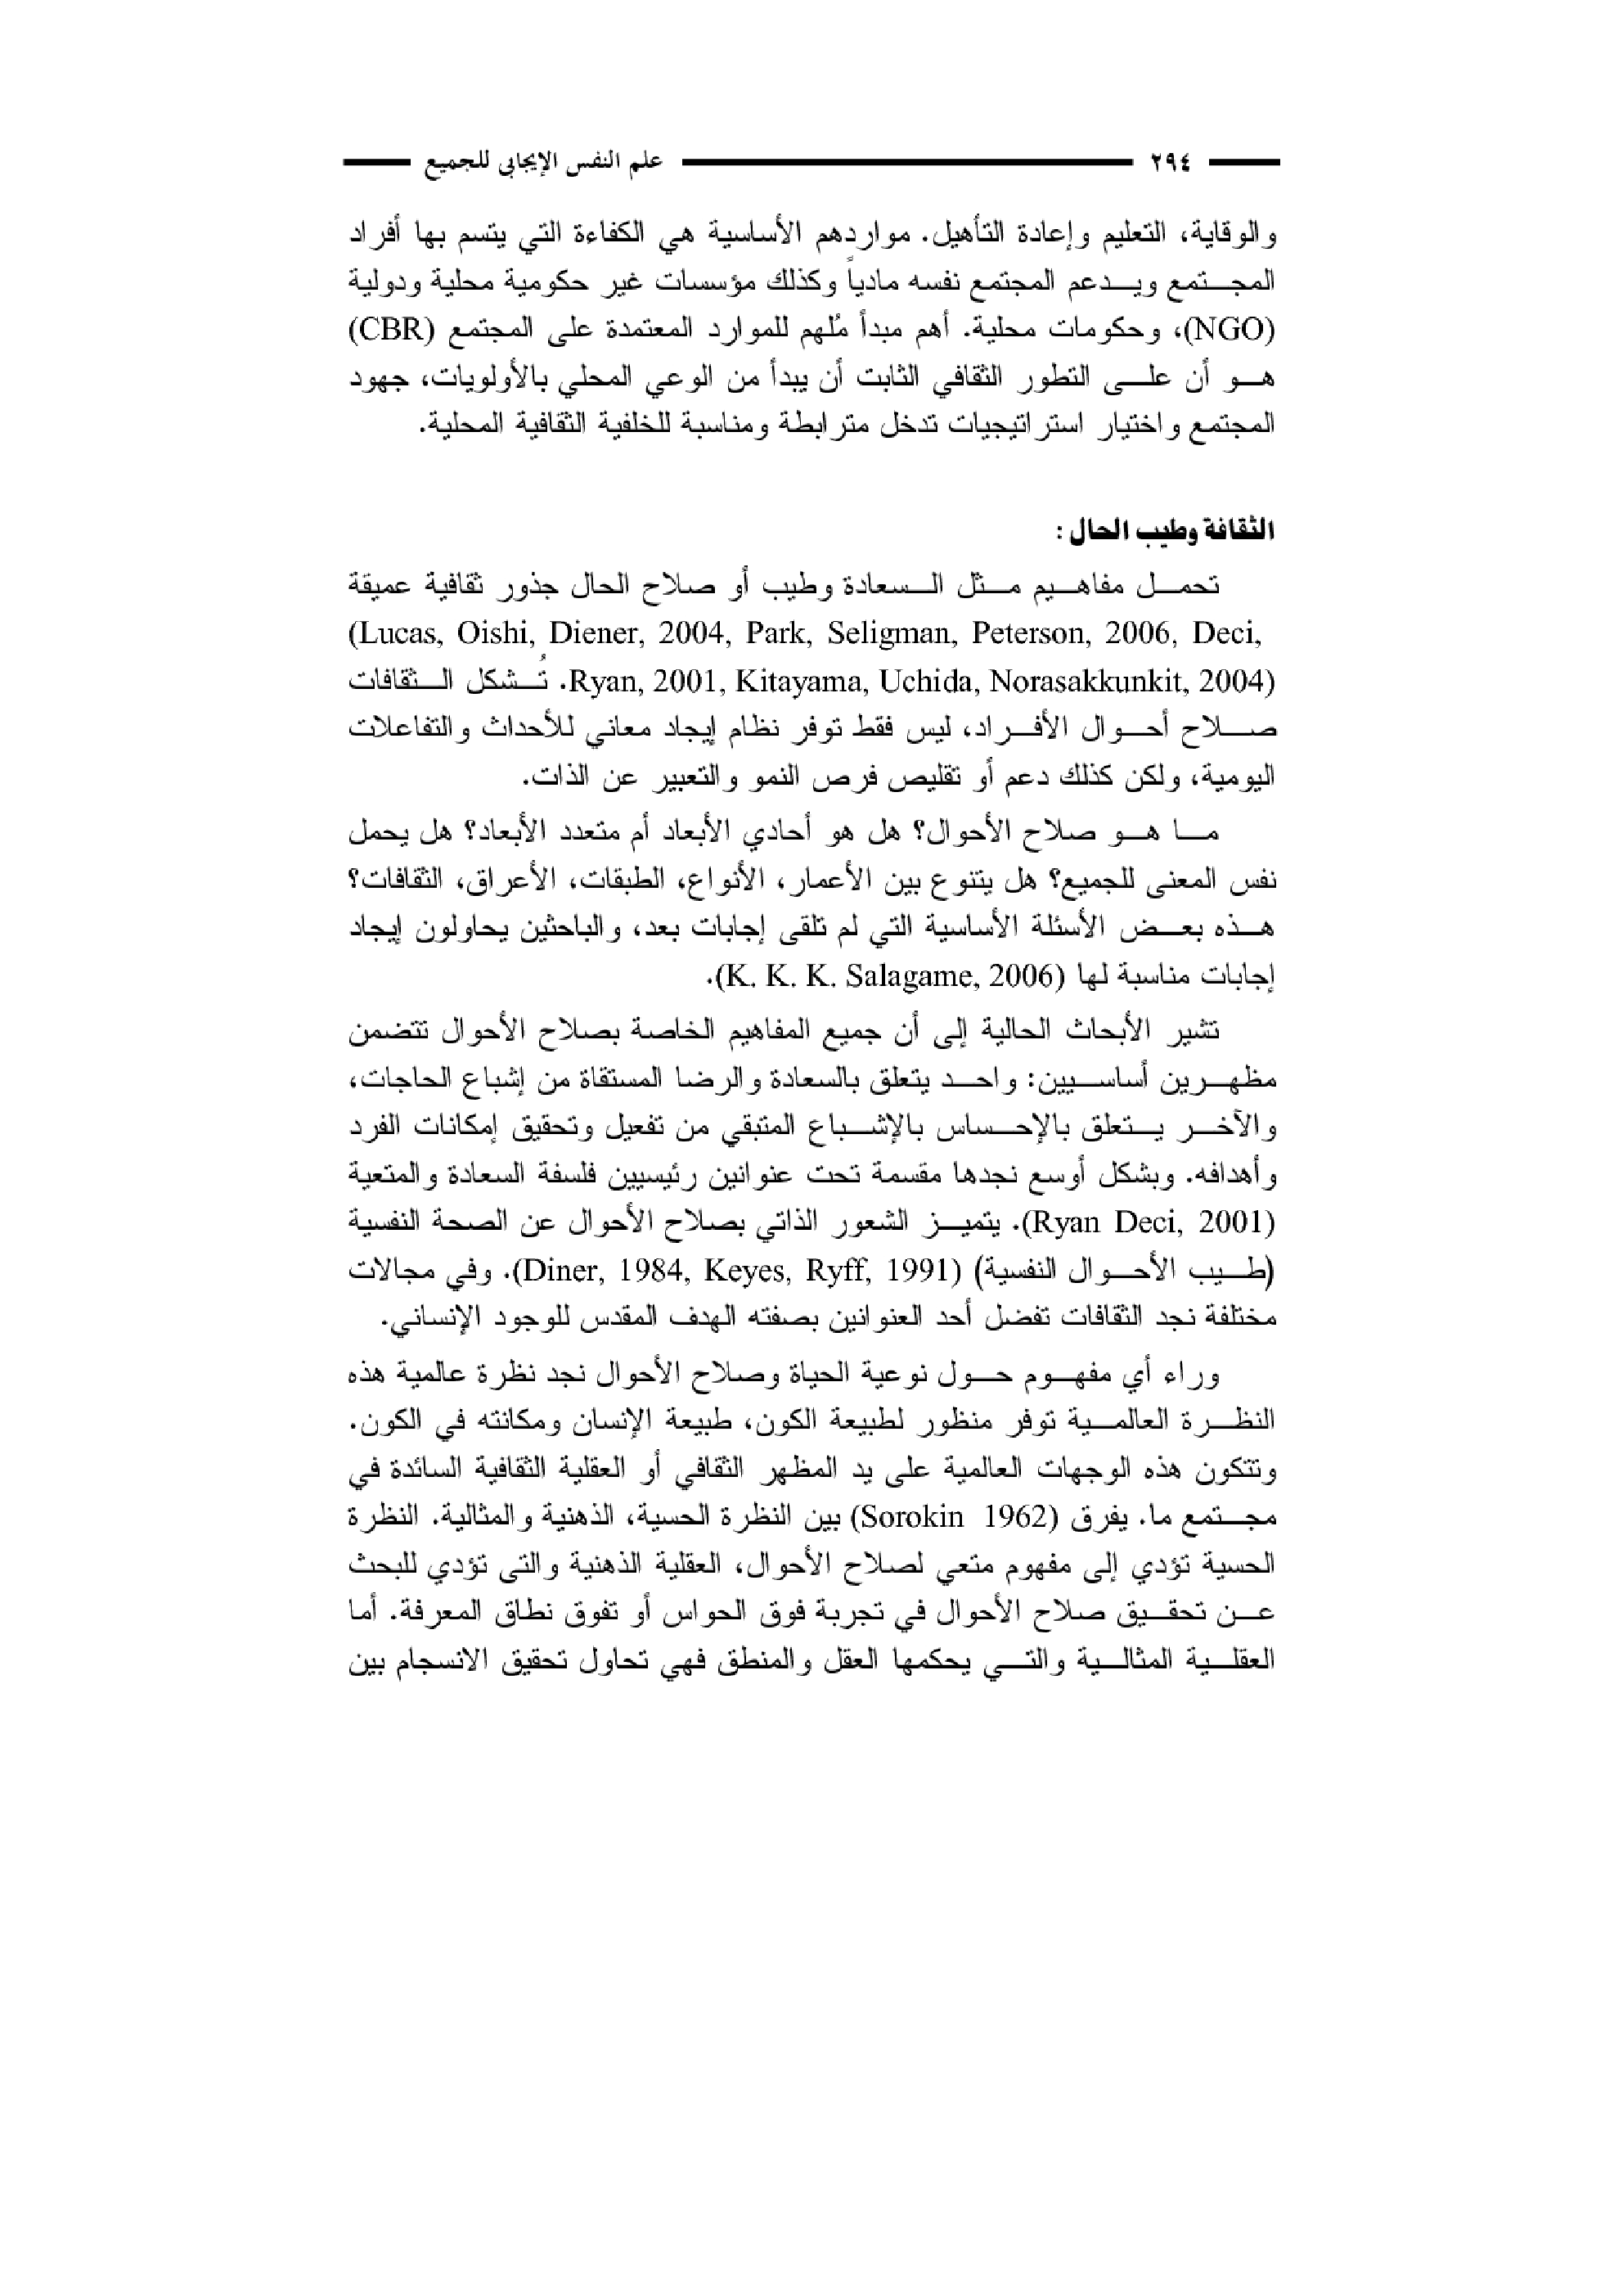 ٢٩٤ علم النفس الإيجابي للجميع
والوقاية، التعليم وإعادة التأهيل. مواردهم الأساسية هي الكفاءة التي يتسم بها أفراد
المجتمع ويدعم المجتمع نفسه مادياً وكذلك مؤسسات غير حكومية محلية ودولية
(NGO)، وحكومات محلية. أهم مبدأ مُلهم للموارد المعتمدة على المجتمع (CBR)
هو أن على التطور الثقافي الثابت أن يبدأ من الوعي المحلي بالأولويات، جهود
المجتمع واختيار استراتيجيات تدخل مترابطة ومناسبة للخلفية الثقافية المحلية.
الثقافة وطيب الحال :
تحمل مفاهيم مثل السعادة وطيب أو صلاح الحال جذور ثقافية عميقة
(Lucas, Oishi, Diener, 2004, Park, Seligman, Peterson, 2006, Deci,
Ryan, 2001, Kitayama, Uchida, Norasakkunkit, 2004). تُشكل الثقافات
صلاح أحوال الأفراد، ليس فقط توفر نظام إيجاد معاني للأحداث والتفاعلات
اليومية، ولكن كذلك دعم أو تقليص فرص النمو والتعبير عن الذات.
ما هو صلاح الأحوال؟ هل هو أحادي الأبعاد أم متعدد الأبعاد؟ هل يحمل
نفس المعنى للجميع؟ هل يتنوع بين الأعمار، الأنواع، الطبقات، الأعراق، الثقافات؟
هذه بعض الأسئلة الأساسية التي لم تلقى إجابات بعد، والباحثين يحاولون إيجاد
إجابات مناسبة لها (K. K. K. Salagame, 2006).
تشير الأبحاث الحالية إلى أن جميع المفاهيم الخاصة بصلاح الأحوال تتضمن
مظهرين أساسيين: واحد يتعلق بالسعادة والرضا المستقاة من إشباع الحاجات،
والآخر يتعلق بالإحساس بالإشباع المتبقي من تفعيل وتحقيق إمكانات الفرد
وأهدافه. وبشكل أوسع نجدها مقسمة تحت عنوانين رئيسيين فلسفة السعادة والمتعية
(Ryan Deci, 2001). يتميز الشعور الذاتي بصلاح الأحوال عن الصحة النفسية
(طيب الأحوال النفسية) (Diner, 1984, Keyes, Ryff, 1991). وفي مجالات
مختلفة نجد الثقافات تفضل أحد العنوانين بصفته الهدف المقدس للوجود الإنساني.
وراء أي مفهوم حول نوعية الحياة وصلاح الأحوال نجد نظرة عالمية هذه
النظرة العالمية توفر منظور لطبيعة الكون، طبيعة الإنسان ومكانته في الكون.
وتتكون هذه الوجهات العالمية على يد المظهر الثقافي أو العقلية الثقافية السائدة في
مجتمع ما. يفرق (Sorokin 1962) بين النظرة الحسية، الذهنية والمثالية. النظرة
الحسية تؤدي إلى مفهوم متعي لصلاح الأحوال، العقلية الذهنية والتى تؤدي للبحث
عن تحقيق صلاح الأحوال في تجربة فوق الحواس أو تفوق نطاق المعرفة. أما
العقلية المثالية والتي يحكمها العقل والمنطق فهي تحاول تحقيق الانسجام بين